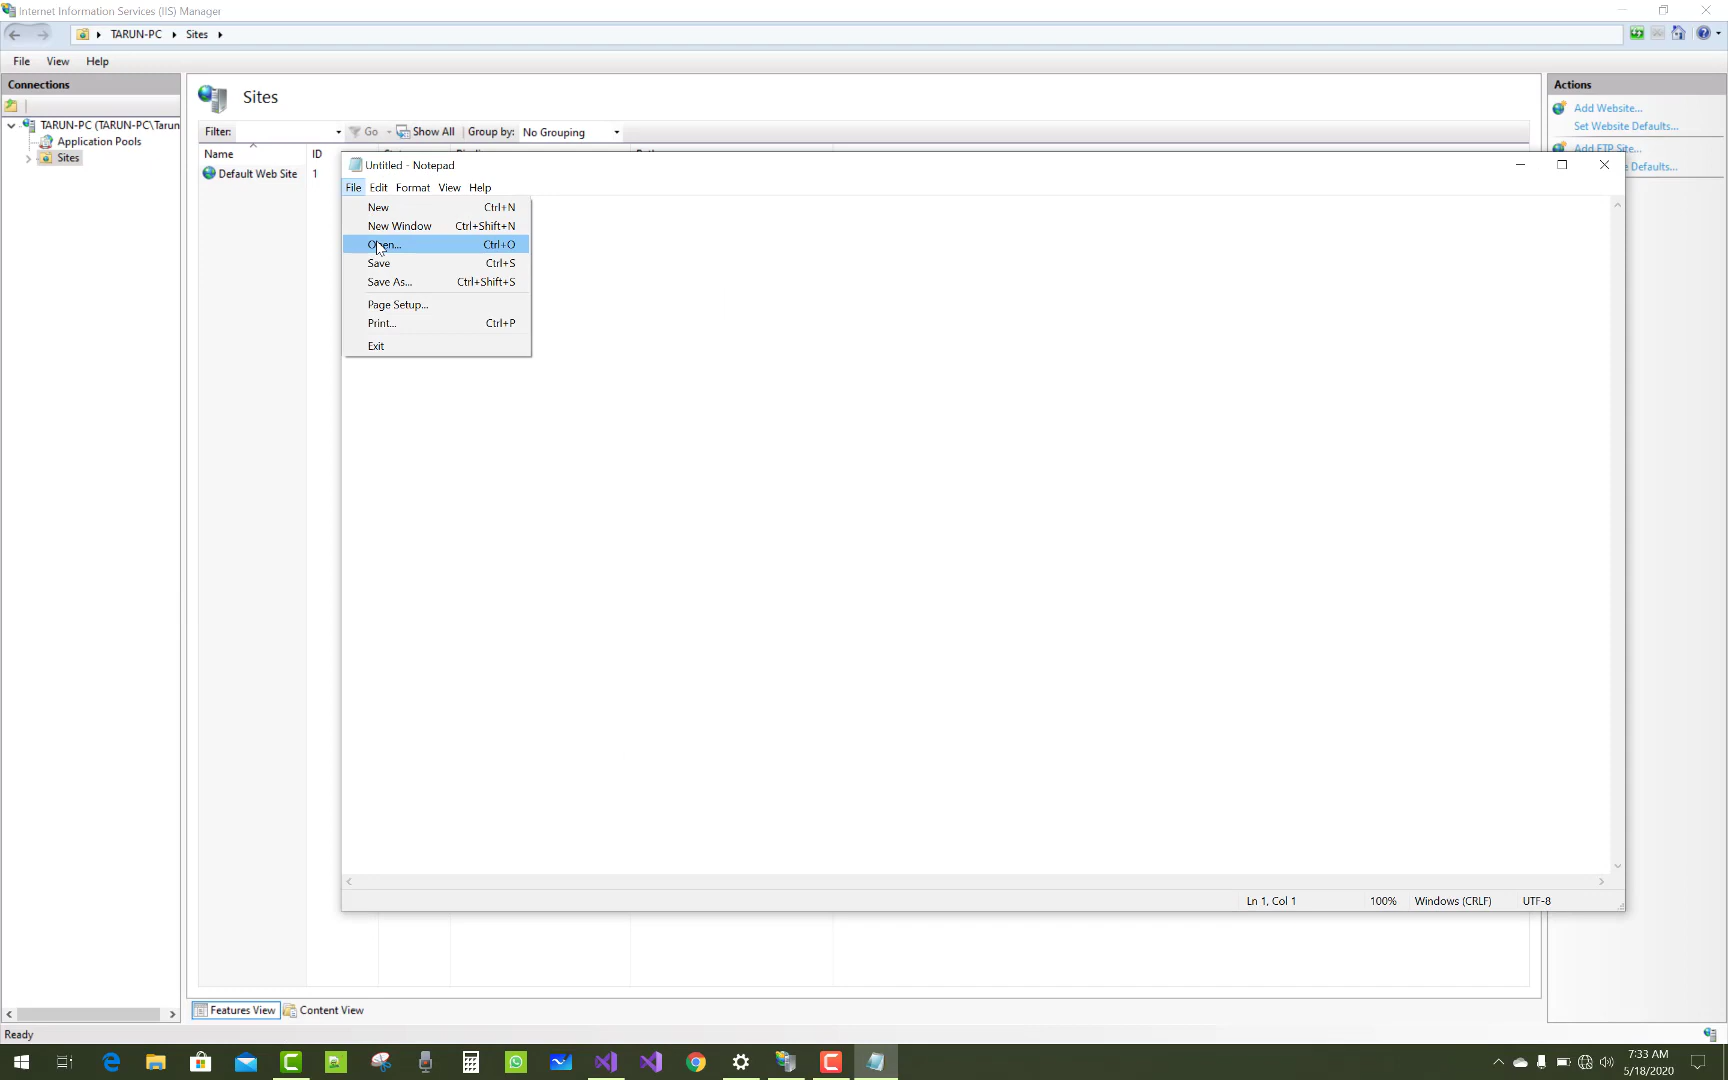 Internet Information Services (IIS) Manager
TARUN-PC Sites
File View Help
Connections
TARUN-PC (TARUN-PC\Tarun
Application Pools
Sites
Sites
Filter: Go Show All Group by: No Grouping
Name ID
Default Web Site 1
Untitled - Notepad
File Edit Format View Help
New Ctrl+N
New Window Ctrl+Shift+N
Open... Ctrl+O
Save Ctrl+S
Save As... Ctrl+Shift+S
Page Setup...
Print... Ctrl+P
Exit
Ln 1, Col 1 100% Windows (CRLF) UTF-8
Actions
Add Website...
Set Website Defaults...
Add FTP Site...
Defaults...
Features View Content View
Ready
7:33 AM
5/18/2020